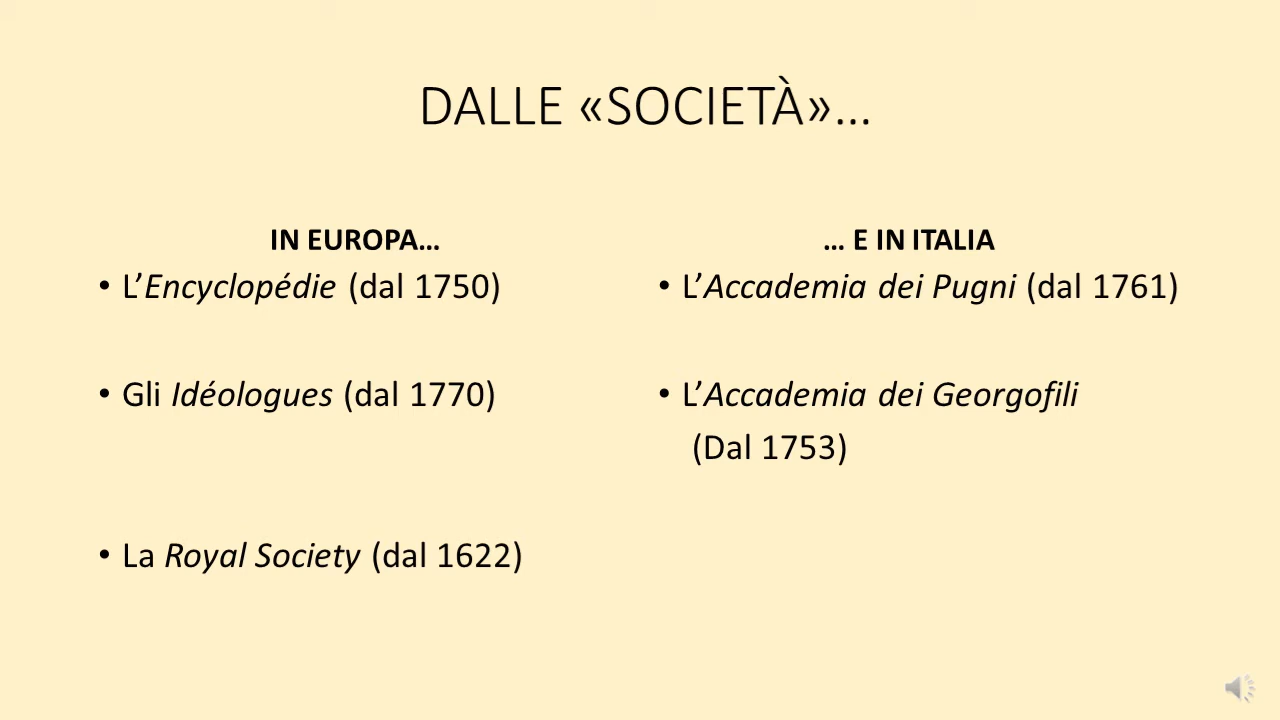 DALLE «SOCIETÀ»…
IN EUROPA…
• L’Encyclopédie (dal 1750)
• Gli Idéologues (dal 1770)
• La Royal Society (dal 1622)
… E IN ITALIA
• L’Accademia dei Pugni (dal 1761)
• L’Accademia dei Georgofili
(Dal 1753)